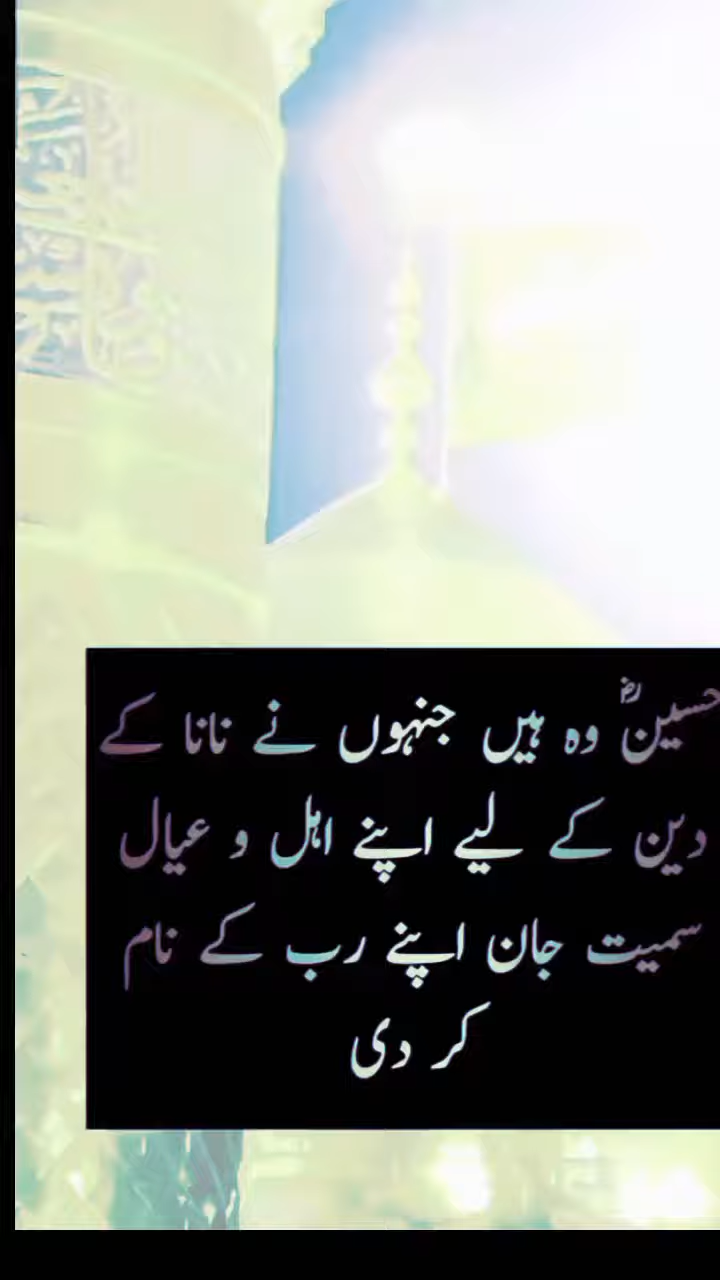 حسینؓ وہ ہیں جنہوں نے نانا کے
دین کے لیے اپنے اہل و عیال
سمیت جان اپنے رب کے نام
کر دی